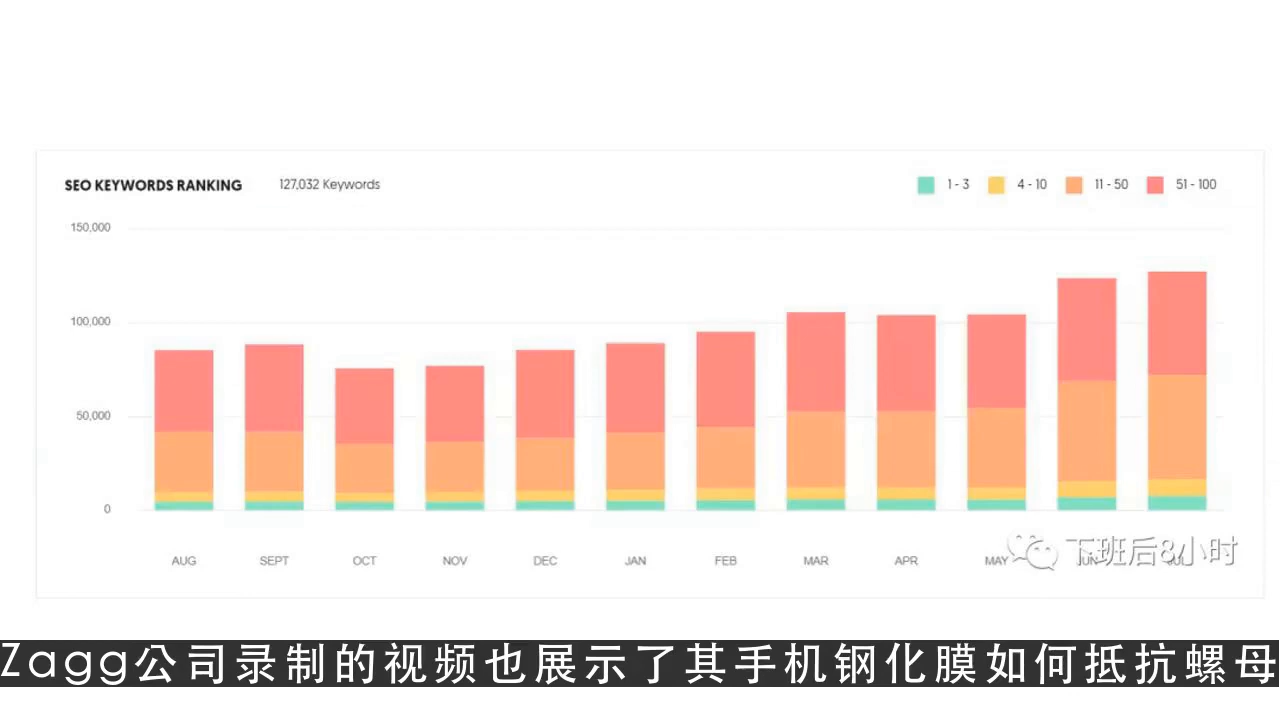 SEO KEYWORDS RANKING 127,032 Keywords 1 - 3 4 - 10 11 - 50 51 - 100
150,000
100,000
50,000
0
AUG SEPT OCT NOV DEC JAN FEB MAR APR MAY JUN JUL
下班后8小时
Zagg公司录制的视频也展示了其手机钢化膜如何抵抗螺母